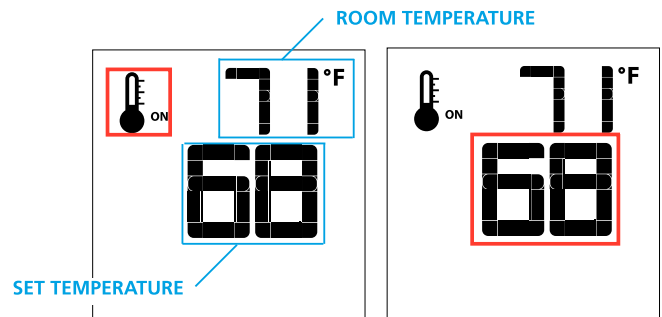 ROOM TEMPERATURE
71°F
ON
68
SET TEMPERATURE
71°F
ON
68